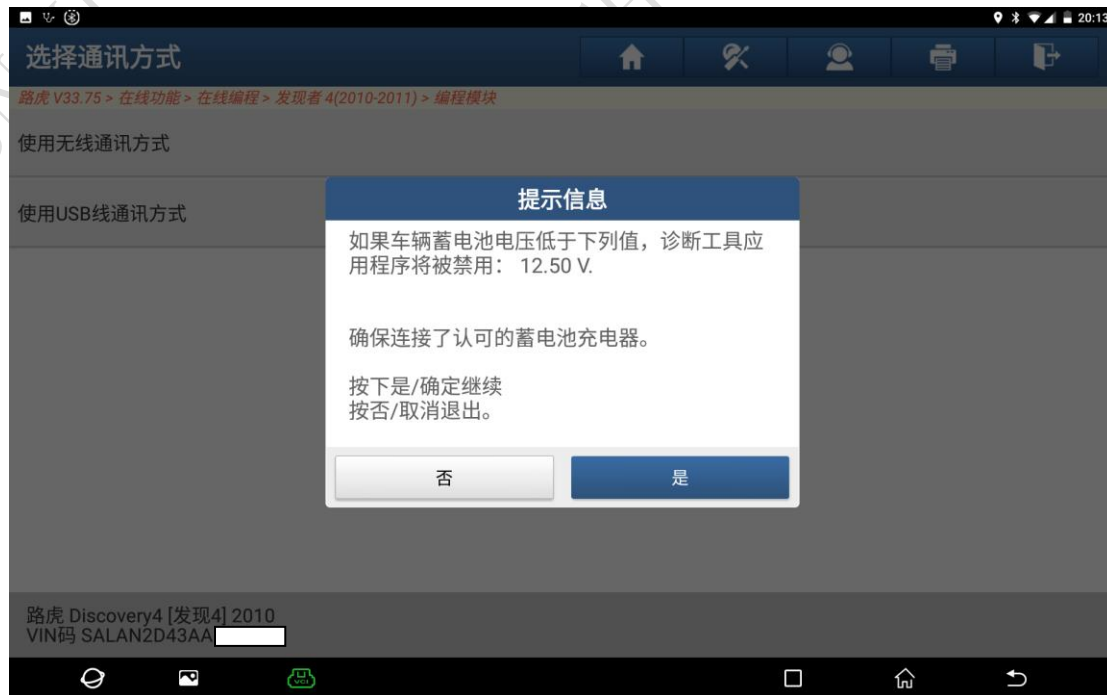 20:13
选择通讯方式
路虎 V33.75 > 在线功能 > 在线编程 > 发现者 4(2010-2011) > 编程模块
使用无线通讯方式
使用USB线通讯方式
提示信息
如果车辆蓄电池电压低于下列值，诊断工具应
用程序将被禁用： 12.50 V.
确保连接了认可的蓄电池充电器。
按下是/确定继续
按否/取消退出。
否
是
路虎 Discovery4 [发现4] 2010
VIN码 SALAN2D43AA
VCI